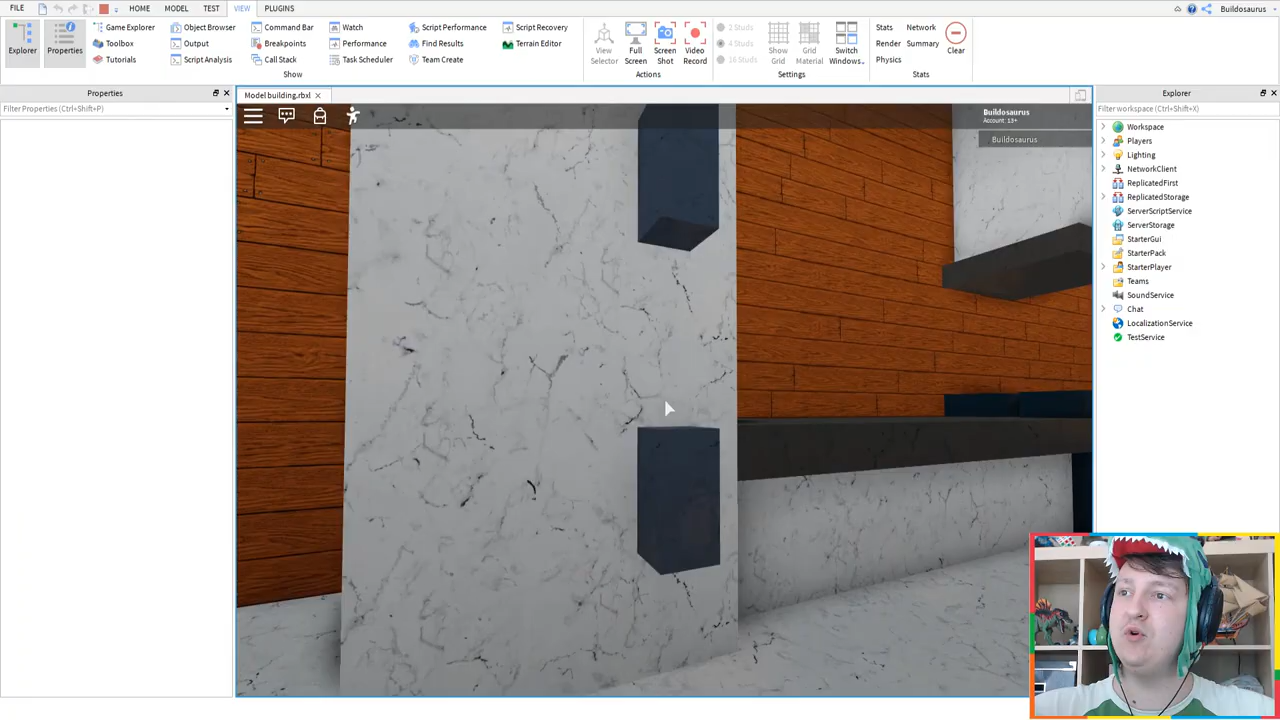 FILE HOME MODEL TEST VIEW PLUGINS Buildosaurus
Explorer Properties Game Explorer Object Browser Command Bar Watch Script Performance Script Recovery
Toolbox Output Breakpoints Performance Find Results Terrain Editor
Tutorials Script Analysis Call Stack Task Scheduler Team Create
Show
View Selector Full Screen Screen Shot Video Record
Actions
2 Studs
4 Studs
16 Studs
Show Grid Grid Material Switch Windows
Settings
Stats Network
Render Summary
Physics
Clear
Stats
Properties
Filter Properties (Ctrl+Shift+P)
Model building.rbxl
Buildosaurus
Account: 13+
Buildosaurus
Explorer
Filter workspace (Ctrl+Shift+X)
Workspace
Players
Lighting
NetworkClient
ReplicatedFirst
ReplicatedStorage
ServerScriptService
ServerStorage
StarterGui
StarterPack
StarterPlayer
Teams
SoundService
Chat
LocalizationService
TestService